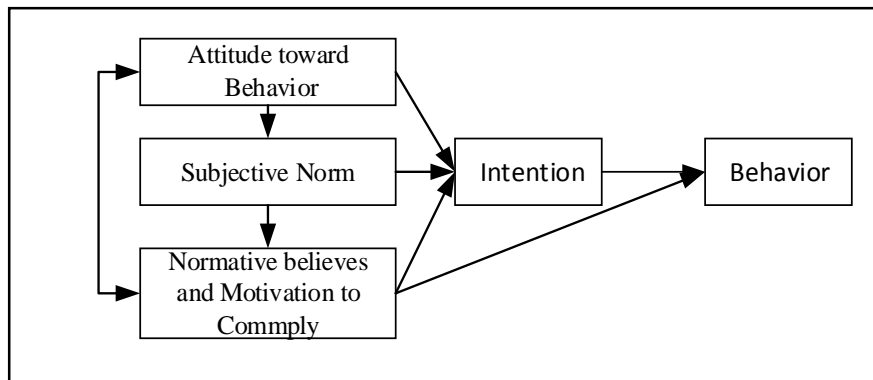 Attitude toward
Behavior
Subjective Norm
Intention
Behavior
Normative believes
and Motivation to
Commply